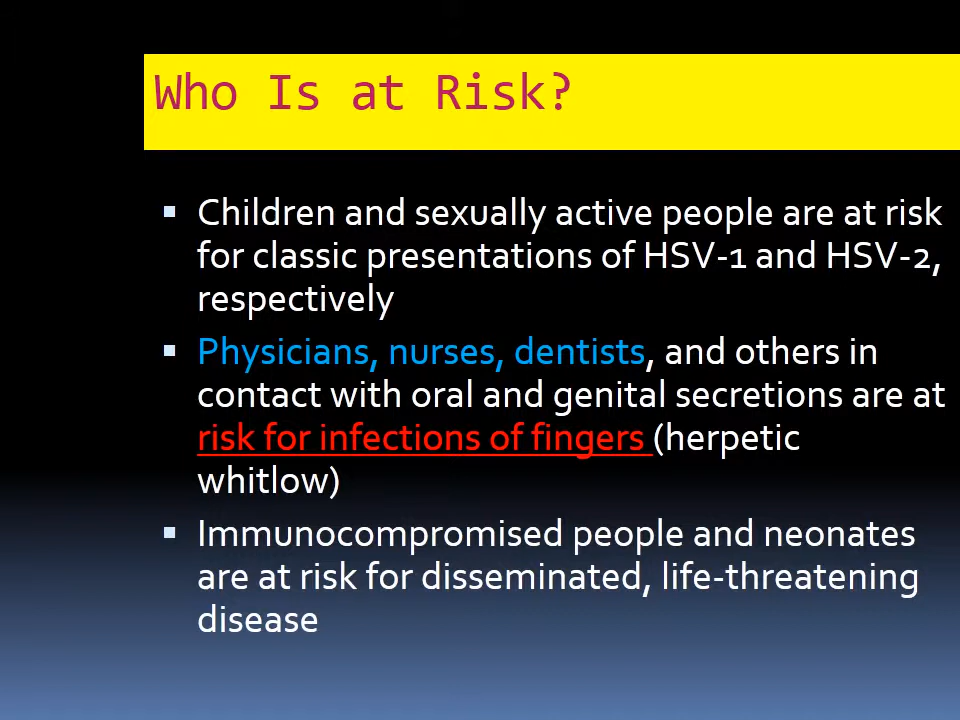 Who Is at Risk?
▪ Children and sexually active people are at risk
for classic presentations of HSV-1 and HSV-2,
respectively
▪ Physicians, nurses, dentists, and others in
contact with oral and genital secretions are at
risk for infections of fingers (herpetic
whitlow)
▪ Immunocompromised people and neonates
are at risk for disseminated, life-threatening
disease